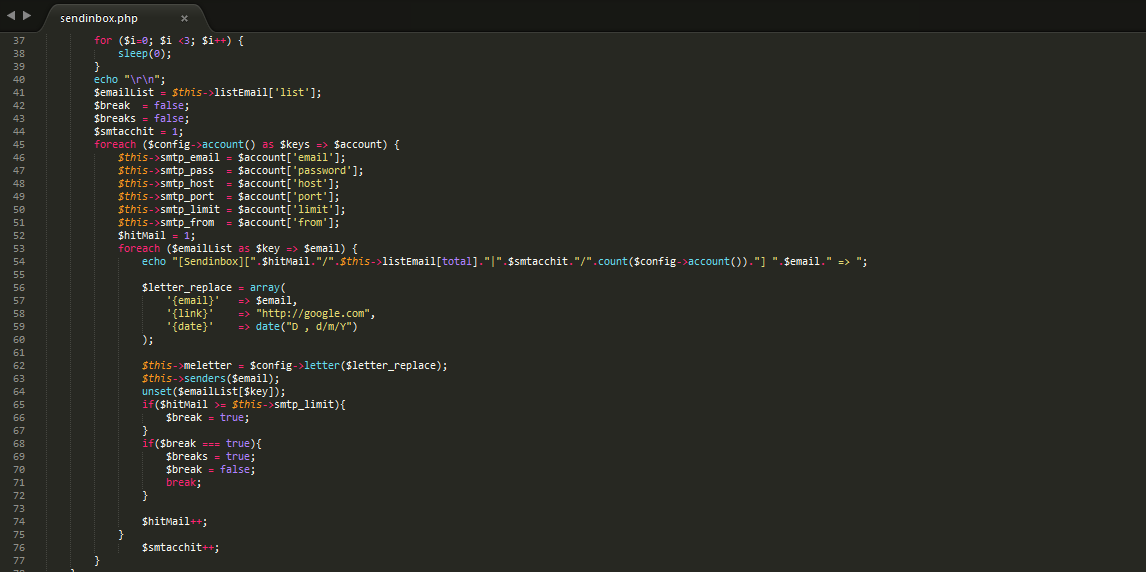 sendinbox.php ×
37 for ($i=0; $i <3; $i++) {
38 sleep(0);
39 }
40 echo "\r\n";
41 $emailList = $this->listEmail['list'];
42 $break  = false;
43 $breaks = false;
44 $smtacchit = 1;
45 foreach ($config->account() as $keys => $account) {
46 $this->smtp_email = $account['email'];
47 $this->smtp_pass  = $account['password'];
48 $this->smtp_host  = $account['host'];
49 $this->smtp_port  = $account['port'];
50 $this->smtp_limit = $account['limit'];
51 $this->smtp_from  = $account['from'];
52 $hitMail = 1;
53 foreach ($emailList as $key => $email) {
54 echo "[Sendinbox][".$hitMail."/".$this->listEmail[total]."|".$smtacchit."/".count($config->account())."] ".$email." => ";
55
56 $letter_replace = array(
57 '{email}'   => $email,
58 '{link}'    => "http://google.com",
59 '{date}'    => date("D , d/m/Y")
60 );
61
62 $this->meletter = $config->letter($letter_replace);
63 $this->senders($email);
64 unset($emailList[$key]);
65 if($hitMail >= $this->smtp_limit){
66 $break = true;
67 }
68 if($break === true){
69 $breaks = true;
70 $break = false;
71 break;
72 }
73
74 $hitMail++;
75 }
76 $smtacchit++;
77 }